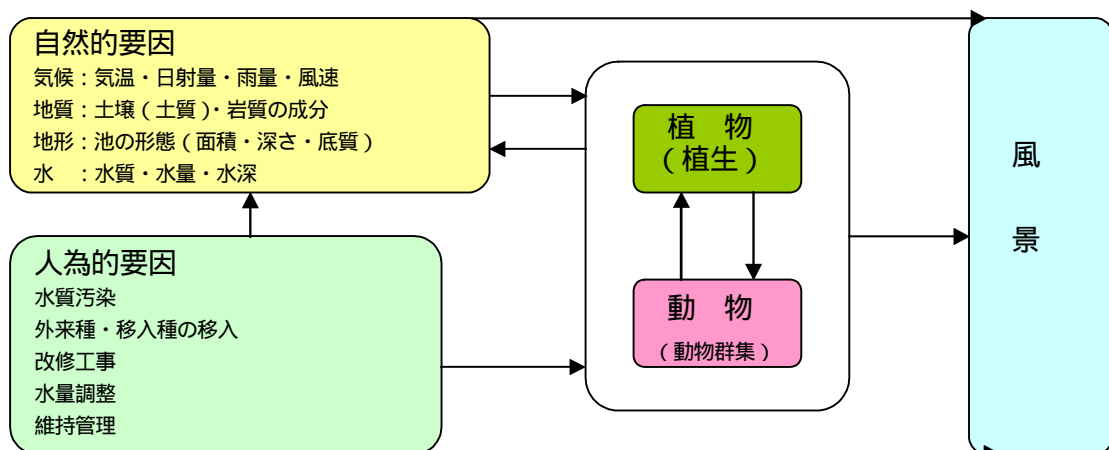 自然的要因
気候：気温・日射量・雨量・風速
地質：土壌（土質）・岩質の成分
地形：池の形態（面積・深さ・底質）
水　：水質・水量・水深
人為的要因
水質汚染
外来種・移入種の移入
改修工事
水量調整
維持管理
植　物
（植生）
動　物
（動物群集）
風
景